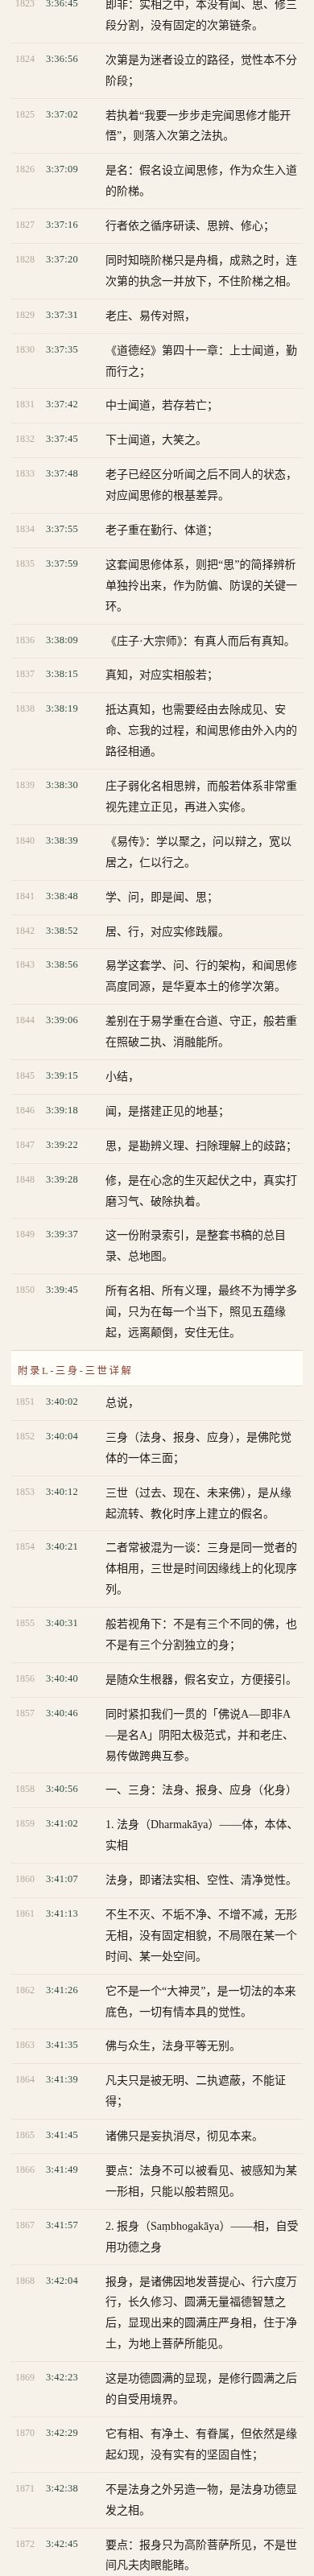 1823 3:36:45 即非：实相之中，本没有闻、思、修三
段分割，没有固定的次第链条。
1824 3:36:56 次第是为迷者设立的路径，觉性本不分
阶段；
1825 3:37:02 若执着“我要一步步走完闻思修才能开
悟”，则落入次第之法执。
1826 3:37:09 是名：假名设立闻思修，作为众生入道
的阶梯。
1827 3:37:16 行者依之循序研读、思辨、修心；
1828 3:37:20 同时知晓阶梯只是舟楫，成熟之时，连
次第的执念一并放下，不住阶梯之相。
1829 3:37:31 老庄、易传对照，
1830 3:37:35 《道德经》第四十一章：上士闻道，勤
而行之；
1831 3:37:42 中士闻道，若存若亡；
1832 3:37:45 下士闻道，大笑之。
1833 3:37:48 老子已经区分听闻之后不同人的状态，
对应闻思修的根基差异。
1834 3:37:55 老子重在勤行、体道；
1835 3:37:59 这套闻思修体系，则把“思”的简择辨析
单独拎出来，作为防偏、防误的关键一
环。
1836 3:38:09 《庄子·大宗师》：有真人而后有真知。
1837 3:38:15 真知，对应实相般若；
1838 3:38:19 抵达真知，也需要经由去除成见、安
命、忘我的过程，和闻思修由外入内的
路径相通。
1839 3:38:30 庄子弱化名相思辨，而般若体系非常重
视先建立正见，再进入实修。
1840 3:38:39 《易传》：学以聚之，问以辩之，宽以
居之，仁以行之。
1841 3:38:48 学、问，即是闻、思；
1842 3:38:52 居、行，对应实修践履。
1843 3:38:56 易学这套学、问、行的架构，和闻思修
高度同源，是华夏本土的修学次第。
1844 3:39:06 差别在于易学重在合道、守正，般若重
在照破二执、消融能所。
1845 3:39:15 小结，
1846 3:39:18 闻，是搭建正见的地基；
1847 3:39:22 思，是勘辨义理、扫除理解上的歧路；
1848 3:39:28 修，是在心念的生灭起伏之中，真实打
磨习气、破除执着。
1849 3:39:37 这一份附录索引，是整套书稿的总目
录、总地图。
1850 3:39:45 所有名相、所有义理，最终不为博学多
闻，只为在每一个当下，照见五蕴缘
起，远离颠倒，安住无住。
附录L-三身-三世详解
1851 3:40:02 总说，
1852 3:40:04 三身（法身、报身、应身），是佛陀觉
体的一体三面；
1853 3:40:12 三世（过去、现在、未来佛），是从缘
起流转、教化时序上建立的假名。
1854 3:40:21 二者常被混为一谈：三身是同一觉者的
体相用，三世是时间因缘线上的化现序
列。
1855 3:40:31 般若视角下：不是有三个不同的佛，也
不是有三个分割独立的身；
1856 3:40:40 是随众生根器，假名安立，方便接引。
1857 3:40:46 同时紧扣我们一贯的「佛说A—即非A
—是名A」阴阳太极范式，并和老庄、
易传做跨典互参。
1858 3:40:56 一、三身：法身、报身、应身（化身）
1859 3:41:02 1. 法身（Dharmakāya）——体，本体、
实相
1860 3:41:07 法身，即诸法实相、空性、清净觉性。
1861 3:41:13 不生不灭、不垢不净、不增不减，无形
无相，没有固定相貌，不局限在某一个
时间、某一处空间。
1862 3:41:26 它不是一个“大神灵”，是一切法的本来
底色，一切有情本具的觉性。
1863 3:41:35 佛与众生，法身平等无别。
1864 3:41:39 凡夫只是被无明、二执遮蔽，不能证
得；
1865 3:41:45 诸佛只是妄执消尽，彻见本来。
1866 3:41:49 要点：法身不可以被看见、被感知为某
一形相，只能以般若照见。
1867 3:41:57 2. 报身（Saṃbhogakāya）——相，自受
用功德之身
1868 3:42:04 报身，是诸佛因地发菩提心、行六度万
行，长久修习、圆满无量福德智慧之
后，显现出来的圆满庄严身相，住于净
土，为地上菩萨所能见。
1869 3:42:23 这是功德圆满的显现，是修行圆满之后
的自受用境界。
1870 3:42:29 它有相、有净土、有眷属，但依然是缘
起幻现，没有实有的坚固自性；
1871 3:42:38 不是法身之外另造一物，是法身功德显
发之相。
1872 3:42:45 要点：报身只为高阶菩萨所见，不是世
间凡夫肉眼能睹。